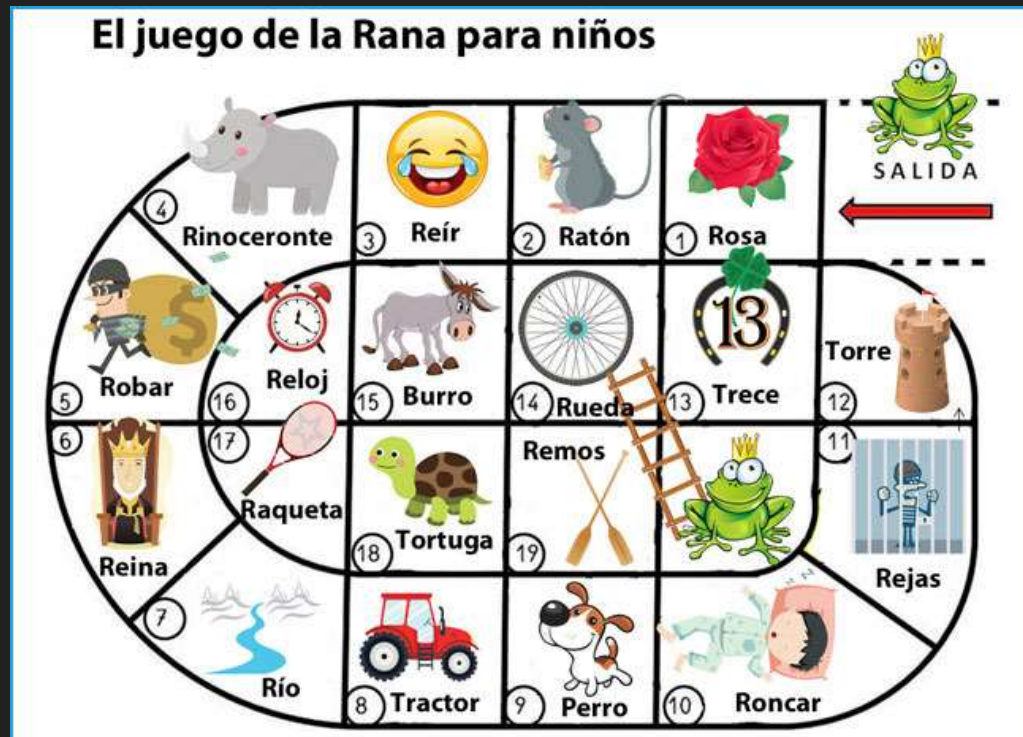 El juego de la Rana para niños
SALIDA
1 Rosa
2 Ratón
3 Reír
4 Rinoceronte
5 Robar
$
6 Reina
7 Río
8 Tractor
9 Perro
10 Roncar
z z
11 Rejas
12 Torre
13 Trece
13
14 Rueda
15 Burro
16 Reloj
17 Raqueta
18 Tortuga
19 Remos